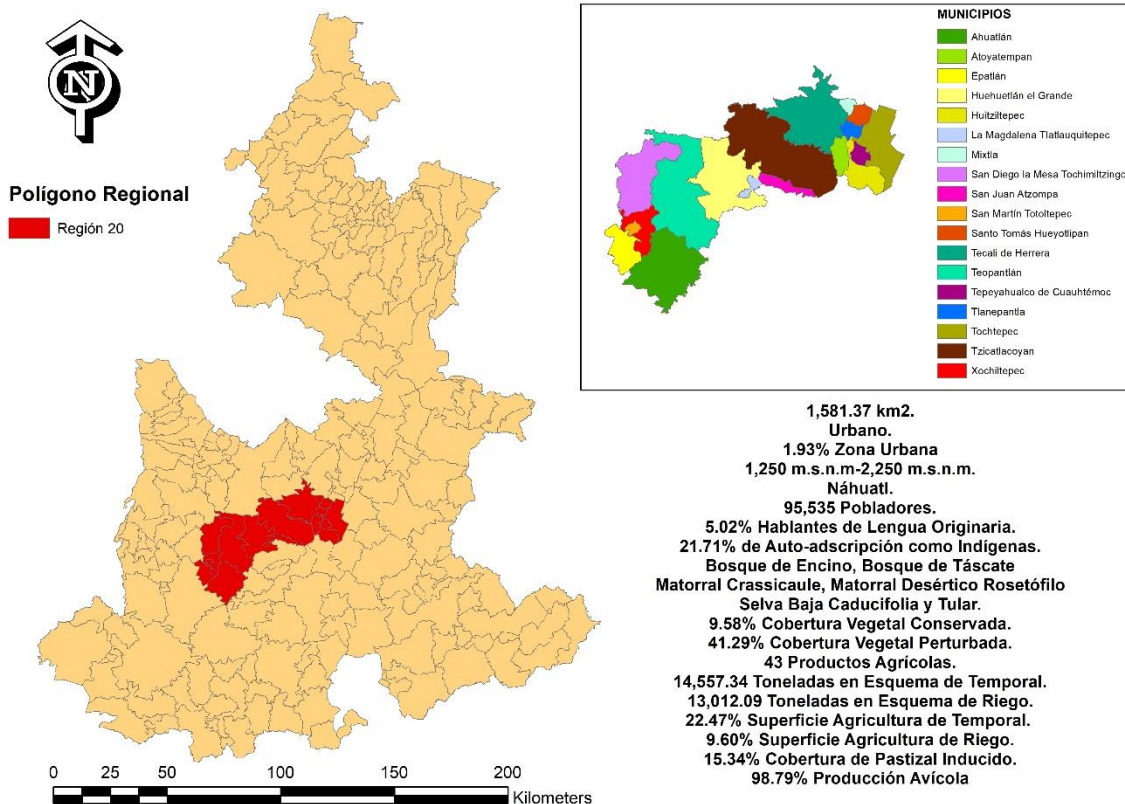 N
Polígono Regional
Región 20
0 50 100 150 200
Kilometers
MUNICIPIOS
Ahuatlán
Atoyatempan
Epatlán
Huehuetlán el Grande
Huitziltepec
La Magdalena Tlatlauquitepec
Mixtla
San Diego la Mesa Tochimiltzingo
San Juan Atzompa
San Martín Totoltepec
Santo Tomás Hueyotlipan
Tecali de Herrera
Teopantlán
Tepeyahualco de Cuauhtémoc
Tlanepantla
Tochtepec
Tzicatlacoyan
Xochiltepec
1,581.37 km2.
Urbano.
1.93% Zona Urbana
1,250 m.s.n.m-2,250 m.s.n.m.
Náhuatl.
95,535 Pobladores.
5.02% Hablantes de Lengua Originaria.
21.71% de Auto-adscripción como Indígenas.
Bosque de Encino, Bosque de Táscate
Matorral Crassicaule, Matorral Desértico Rosetófilo
Selva Baja Caducifolia y Tular.
9.58% Cobertura Vegetal Conservada.
41.29% Cobertura Vegetal Perturbada.
43 Productos Agrícolas.
14,557.34 Toneladas en Esquema de Temporal.
13,012.09 Toneladas en Esquema de Riego.
22.47% Superficie Agricultura de Temporal.
9.60% Superficie Agricultura de Riego.
15.34% Cobertura de Pastizal Inducido.
98.79% Producción Avícola